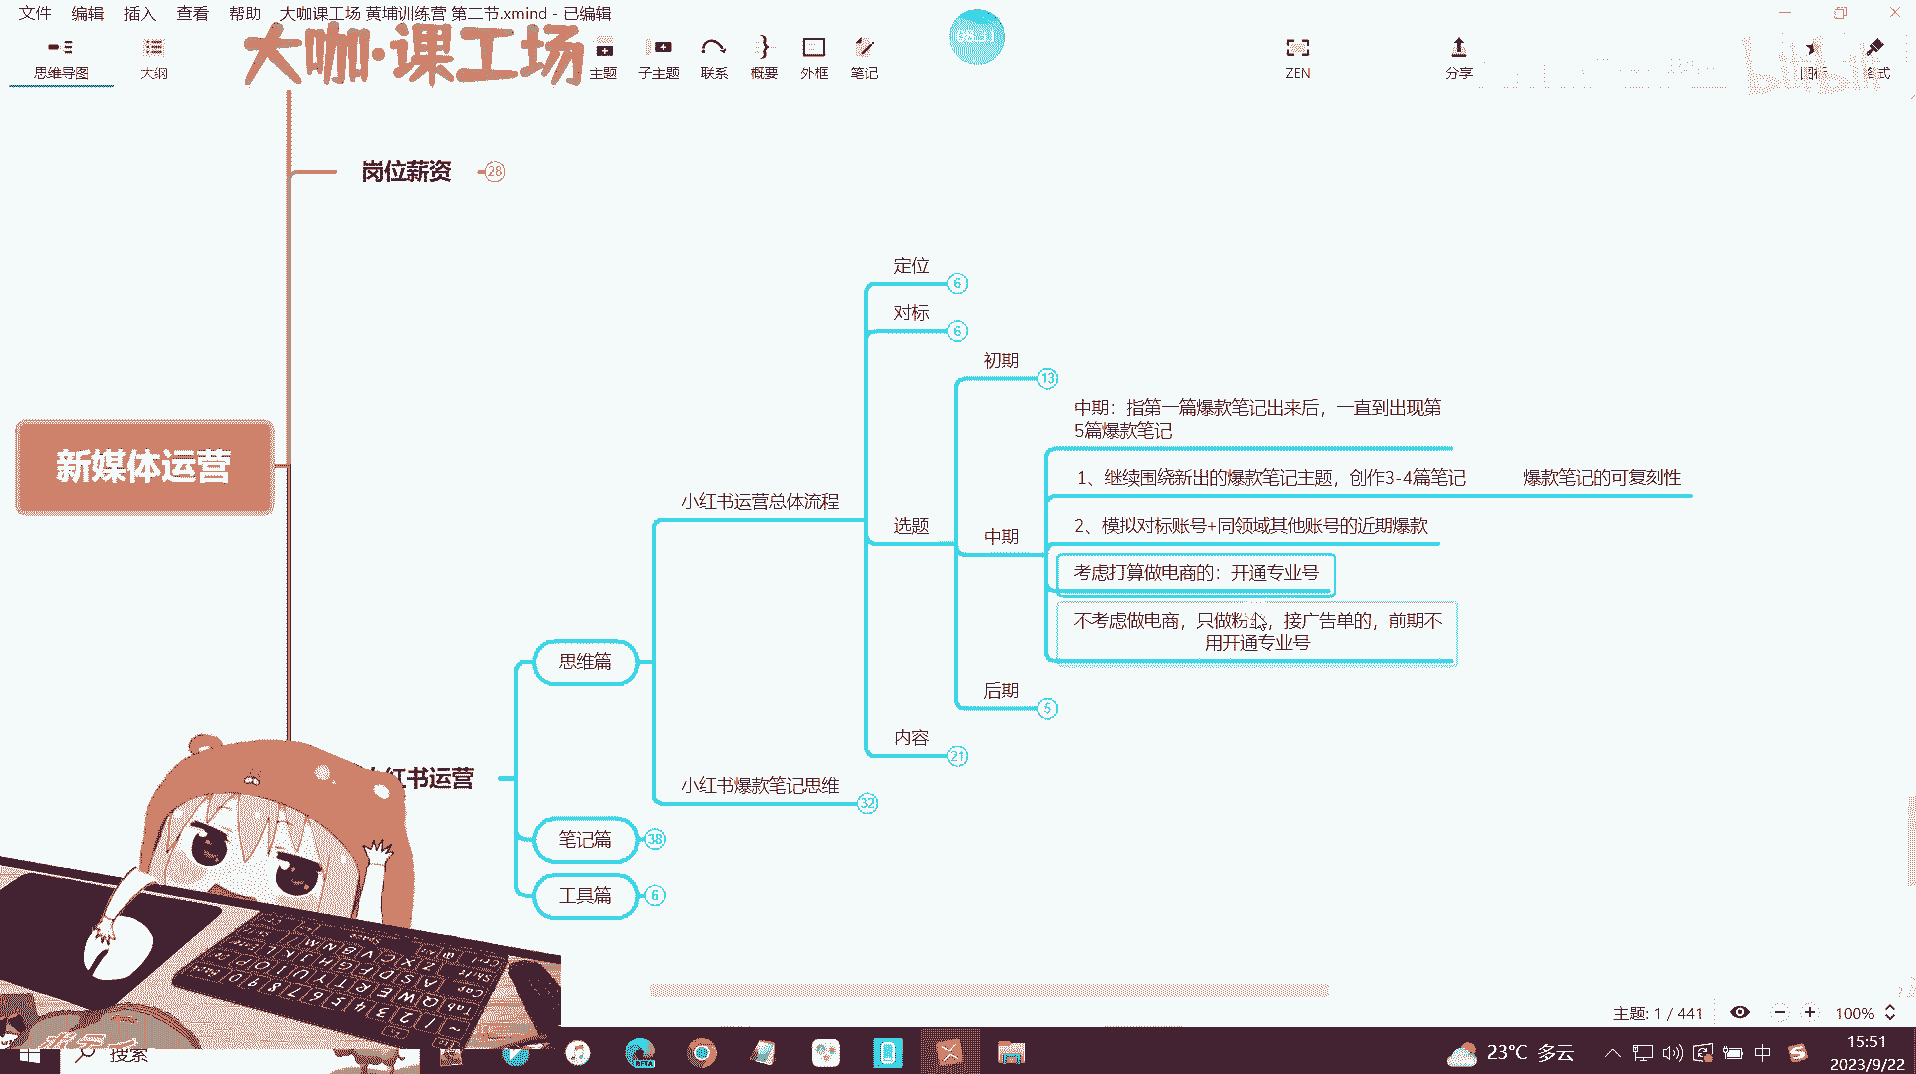 文件 编辑 插入 查看 帮助 大咖课工场 黄埔训练营 第二节.xmind - 已编辑
思维导图 大纲 大咖·课工场 主题 子主题 联系 概要 外框 笔记 ZEN 分享 图标 格式
岗位薪资 28
定位 6
对标 6
初期 13
中期：指第一篇爆款笔记出来后，一直到出现第
5篇爆款笔记
1、继续围绕新出的爆款笔记主题，创作3-4篇笔记 爆款笔记的可复刻性
新媒体运营
小红书运营总体流程
选题
中期
2、模拟对标账号+同领域其他账号的近期爆款
考虑打算做电商的：开通专业号
不考虑做电商，只做粉丝，接广告单的，前期不
用开通专业号
思维篇
后期 5
内容 21
红书运营
小红书爆款笔记思维 32
笔记篇 38
工具篇 6
主题: 1 / 441 100%
搜索
23°C 多云 中
15:51
2023/9/22